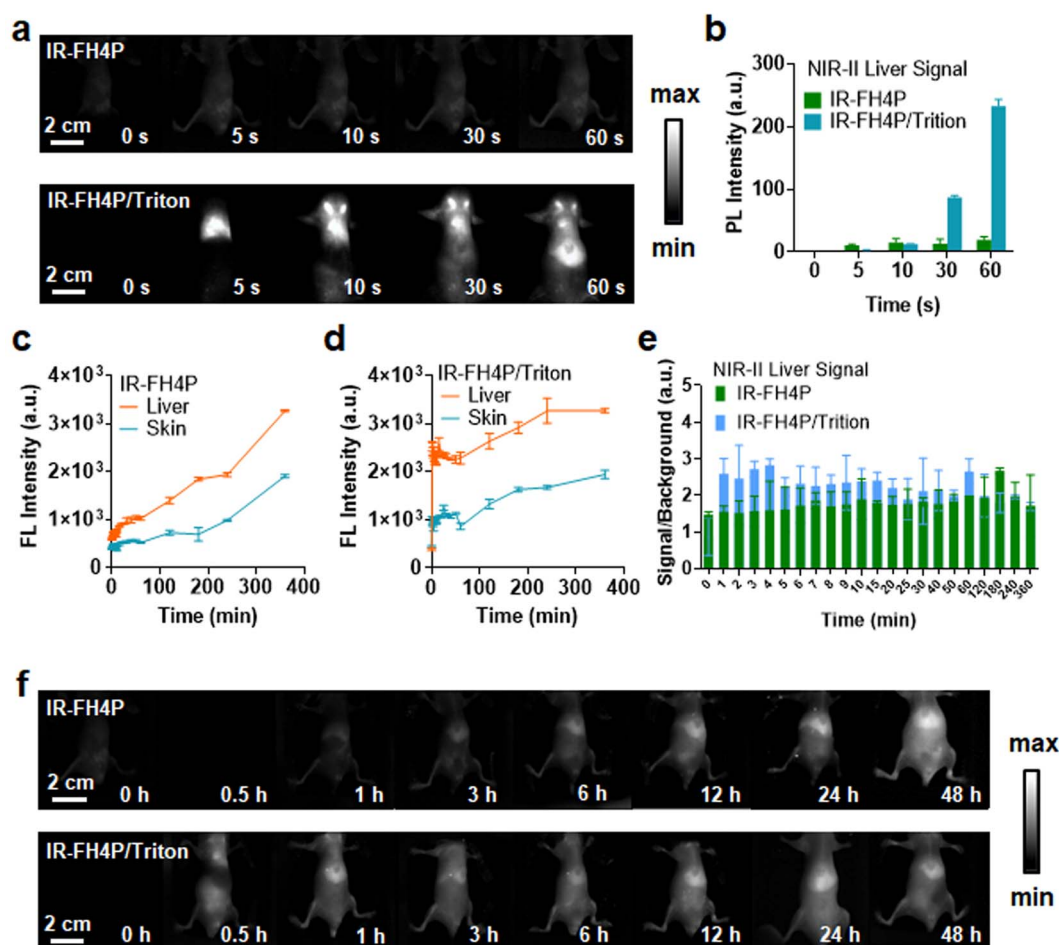 a
IR-FH4P
2 cm
0 s
5 s
10 s
30 s
60 s
IR-FH4P/Triton
2 cm
0 s
5 s
10 s
30 s
60 s
max
min
b
NIR-II Liver Signal
IR-FH4P
IR-FH4P/Trition
PL Intensity (a.u.)
300
200
100
0
0 5 10 30 60
Time (s)
c
IR-FH4P
Liver
Skin
FL Intensity (a.u.)
4×10³
3×10³
2×10³
1×10³
0
0 100 200 300 400
Time (min)
d
IR-FH4P/Triton
Liver
Skin
FL Intensity (a.u.)
4×10³
3×10³
2×10³
1×10³
0
0 100 200 300 400
Time (min)
e
NIR-II Liver Signal
IR-FH4P
IR-FH4P/Trition
Signal/Background (a.u.)
5
4
3
2
1
0
0 1 2 3 4 5 6 7 8 9 10 15 20 25 30 40 50 60 120 180 240 360
Time (min)
f
IR-FH4P
2 cm
0 h
0.5 h
1 h
3 h
6 h
12 h
24 h
48 h
IR-FH4P/Triton
2 cm
0 h
0.5 h
1 h
3 h
6 h
12 h
24 h
48 h
max
min